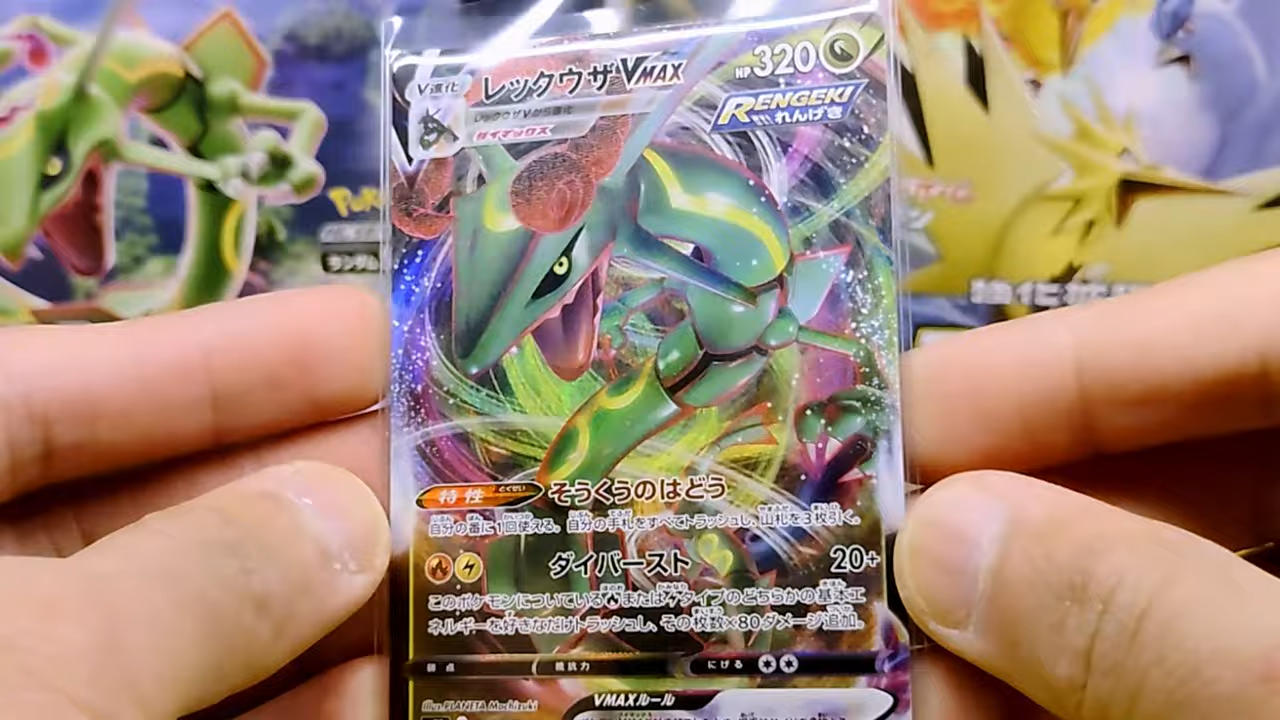 V進化
レックウザVMAX
HP 320
レックウザVから進化
ダイマックス
RENGEKI
れんげき
特性
とくせい
そうくうのはどう
自分の番に1回使える。自分の手札をすべてトラッシュし、山札を3枚引く。
ダイバースト 20+
このポケモンについている または タイプのどちらかの基本エ
ネルギーを好きなだけトラッシュし、その枚数×80ダメージ追加。
弱点 抵抗力 にげる
Illus. PLANETA Mochizuki
VMAXルール